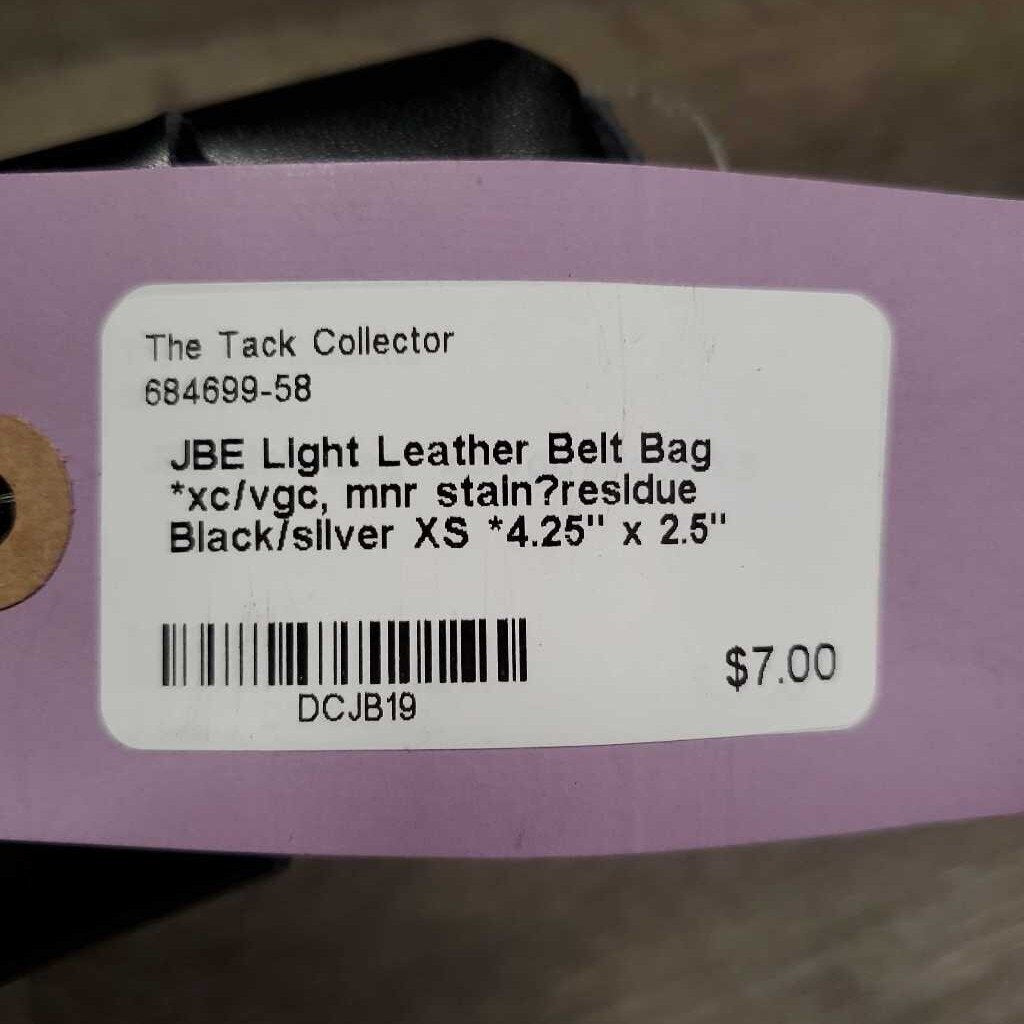 The Tack Collector
684699-58
JBE Light Leather Belt Bag
*xc/vgc, mnr stain?residue
Black/silver XS *4.25" x 2.5"
DCJB19
$7.00